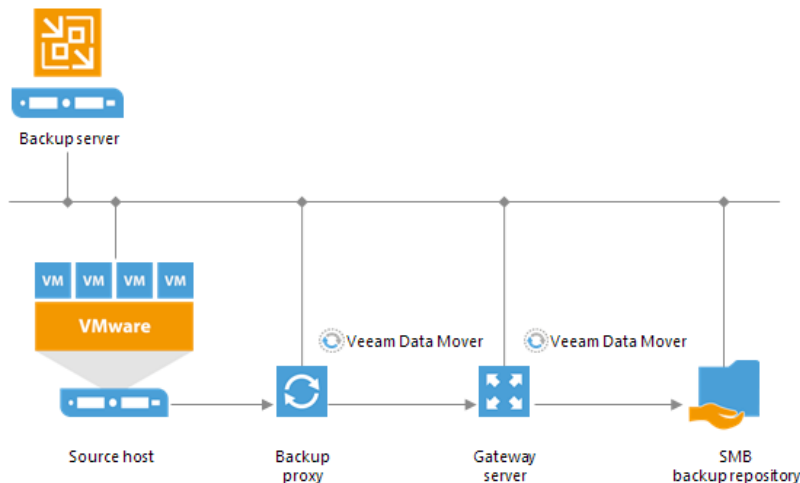 Backup server
VM VM VM VM
VMware
Veeam Data Mover Veeam Data Mover
Source host
Backup
proxy
Gateway
server
SMB
backup repository